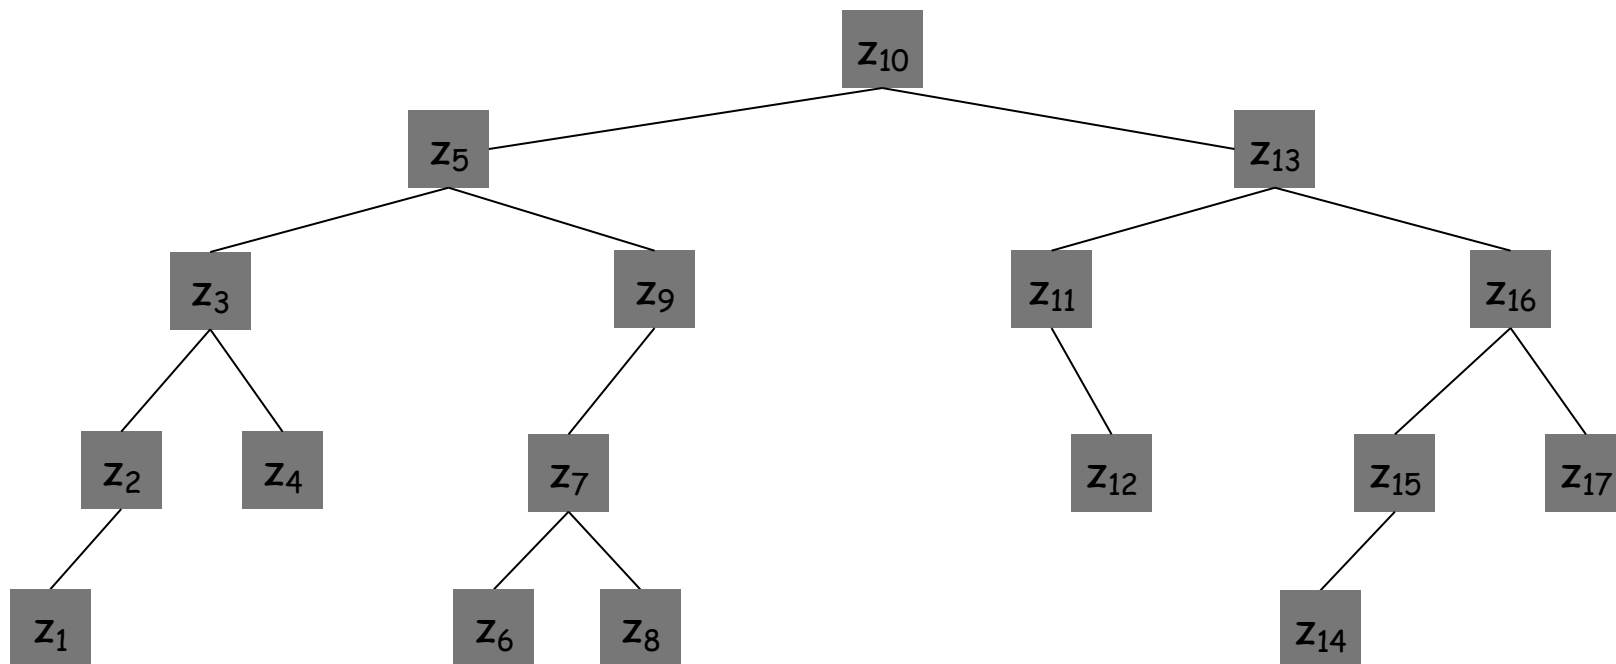 z₁₀
z₅ z₁₃
z₃ z₉ z₁₁ z₁₆
z₂ z₄ z₇ z₁₂ z₁₅ z₁₇
z₁ z₆ z₈ z₁₄